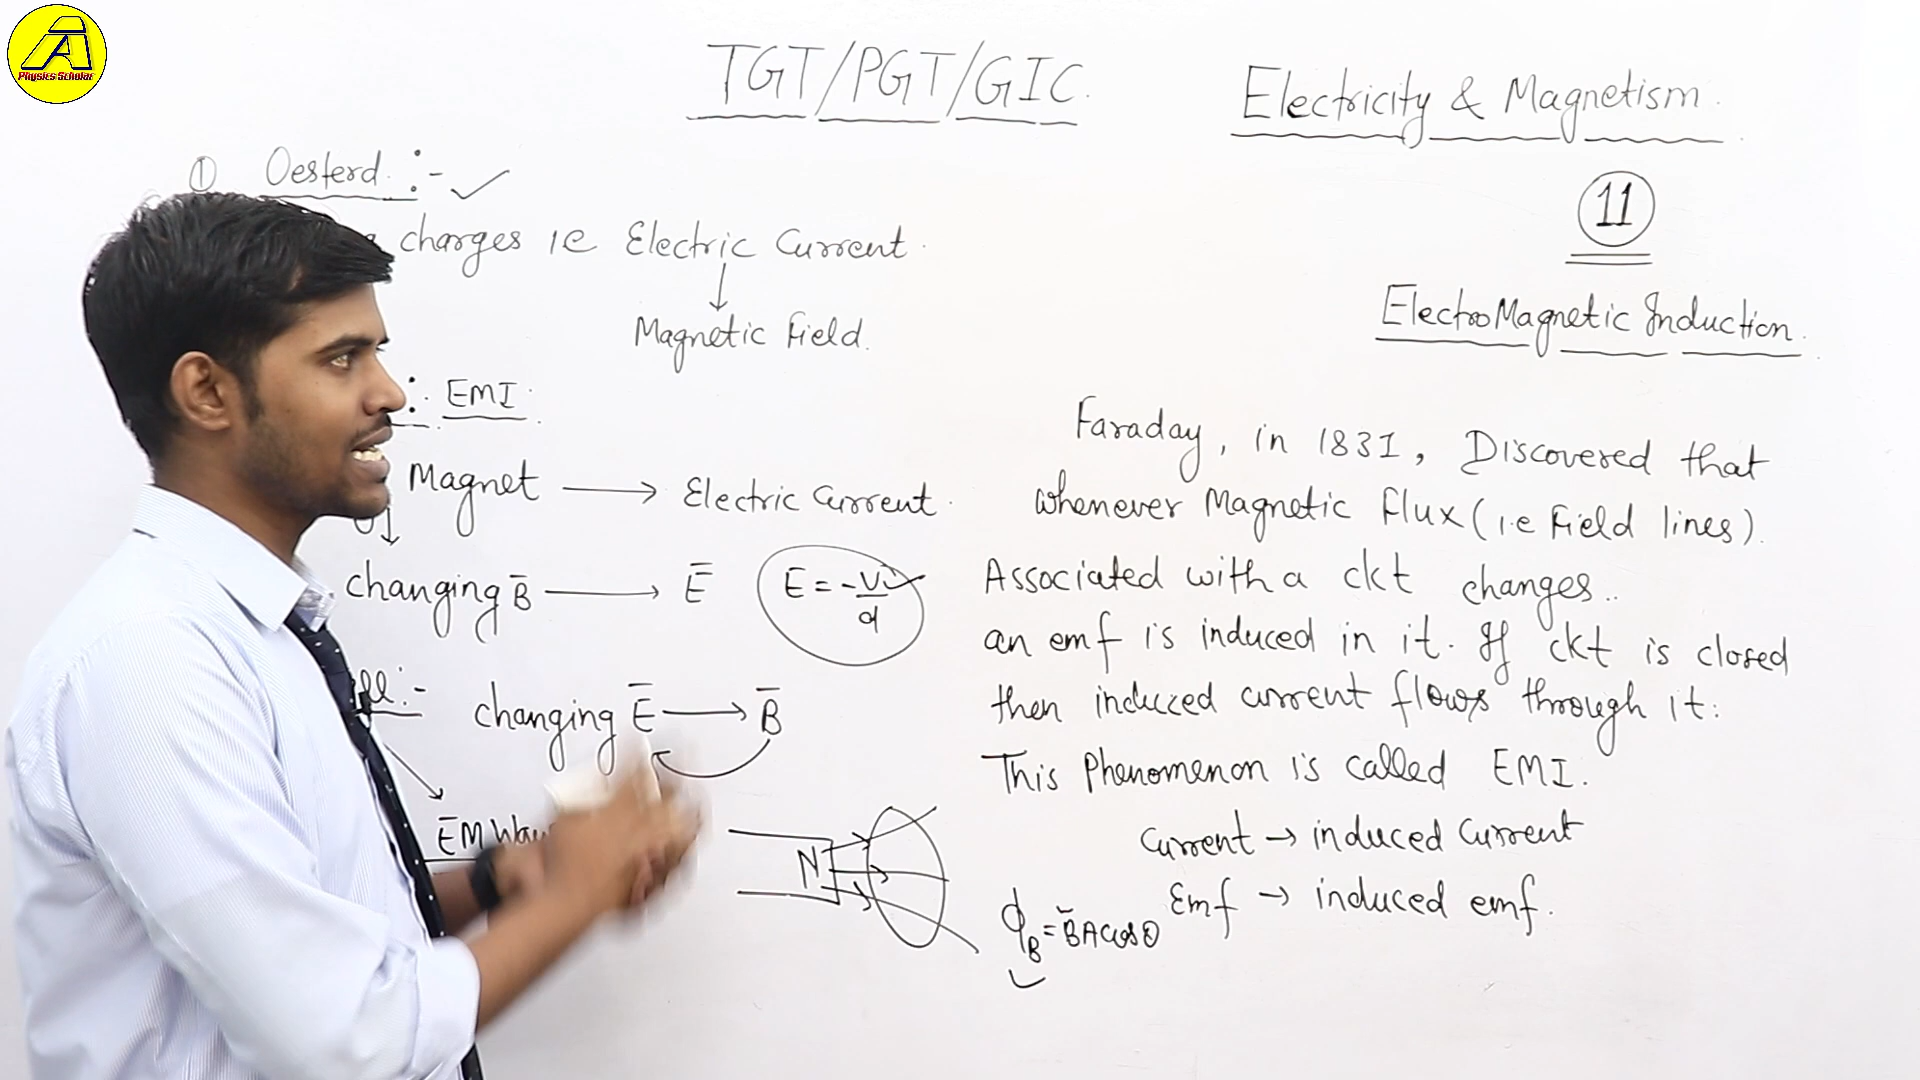 Physics Scholar
TGT/PGT/GIC.
Electricity & Magnetism.
11
ElectroMagnetic Induction.
① Oesterd :-
charges ie Electric Current.
Magnetic Field.
: EMI.
Magnet → Electric Current.
changing B̄ → Ē
E = -V/d
:- changing Ē → B̄
EM Wav
N
Faraday, in 1831, Discovered that
whenever Magnetic Flux (i.e Field lines).
Associated with a ckt changes..
an emf is induced in it. If ckt is closed
then induced current flows through it:
This Phenomenon is called EMI.
Current → induced Current
Emf → induced emf.
ϕB = B̄Acosθ